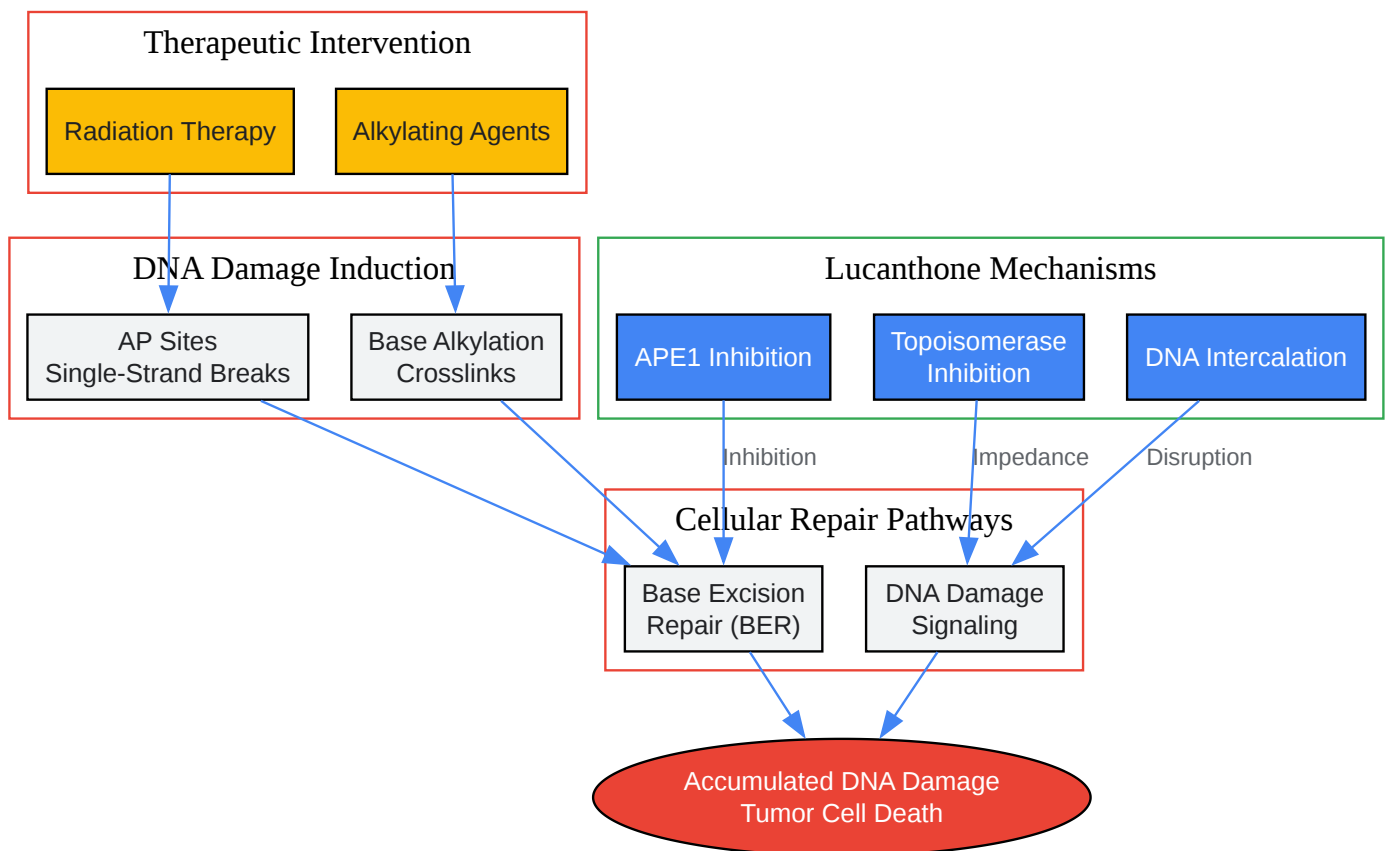 Therapeutic Intervention
Radiation Therapy
Alkylating Agents
DNA Damage Induction
AP Sites
Single-Strand Breaks
Base Alkylation
Crosslinks
Lucanthone Mechanisms
APE1 Inhibition
Topoisomerase
Inhibition
DNA Intercalation
Inhibition
Impedance
Disruption
Cellular Repair Pathways
Base Excision
Repair (BER)
DNA Damage
Signaling
Accumulated DNA Damage
Tumor Cell Death